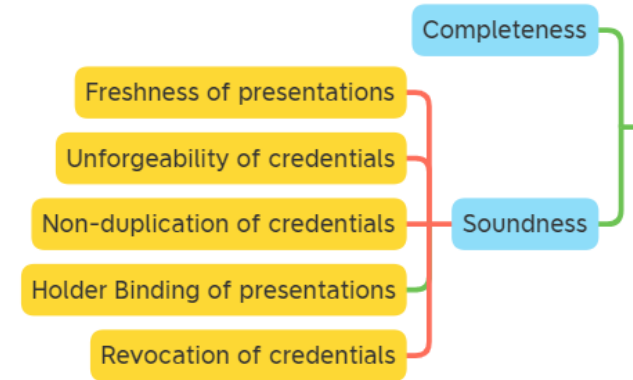 Completeness
Freshness of presentations
Unforgeability of credentials
Non-duplication of credentials
Soundness
Holder Binding of presentations
Revocation of credentials